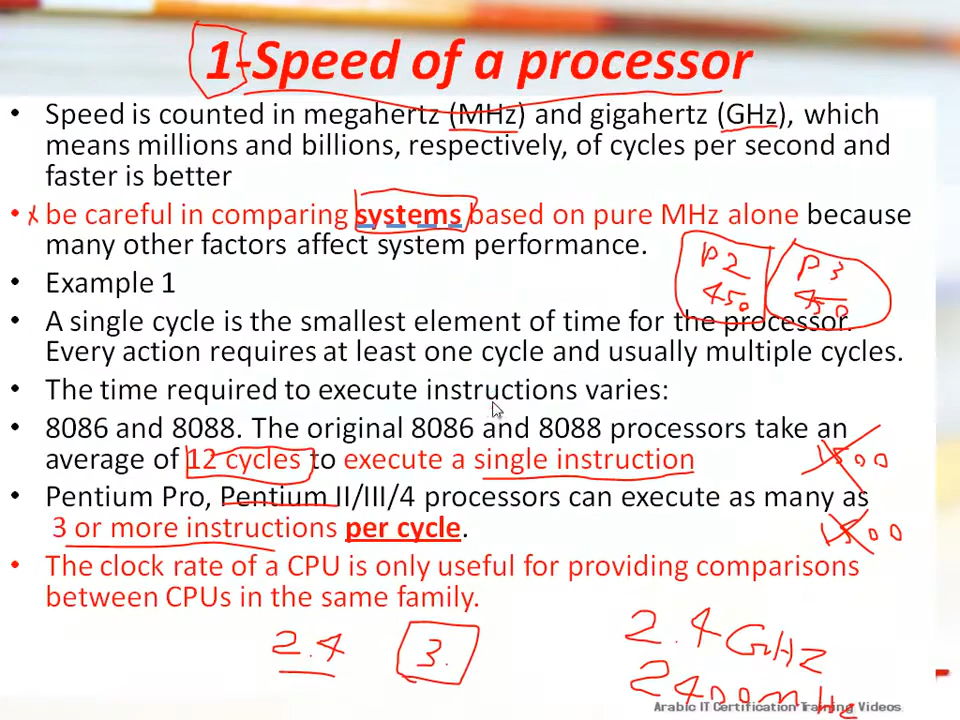 1-Speed of a processor
• Speed is counted in megahertz (MHz) and gigahertz (GHz), which
means millions and billions, respectively, of cycles per second and
faster is better
• x be careful in comparing systems based on pure MHz alone because
many other factors affect system performance.
P2
450
P3
450
• Example 1
• A single cycle is the smallest element of time for the processor.
Every action requires at least one cycle and usually multiple cycles.
• The time required to execute instructions varies:
• 8086 and 8088. The original 8086 and 8088 processors take an
average of 12 cycles to execute a single instruction
1500
• Pentium Pro, Pentium II/III/4 processors can execute as many as
3 or more instructions per cycle.
1500
• The clock rate of a CPU is only useful for providing comparisons
between CPUs in the same family.
2.4
3.
2.4 GHz
2400mHz
Arabic IT Certification Training Videos